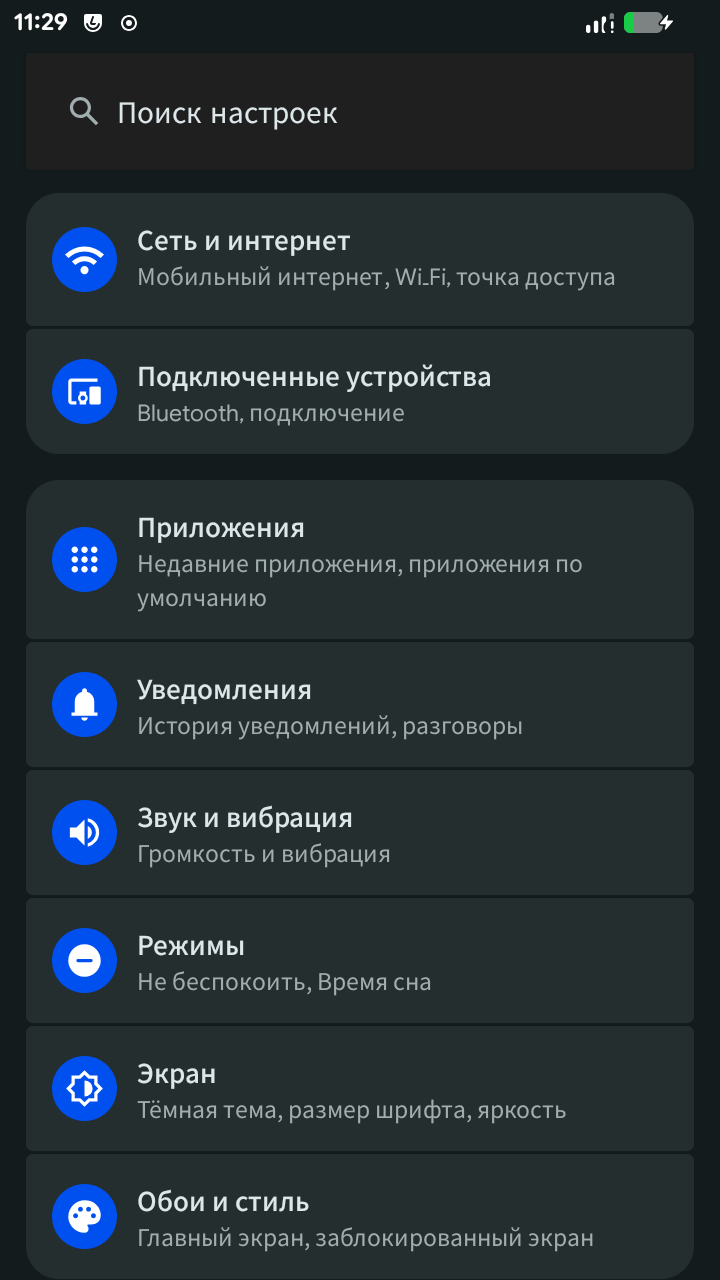 11:29
Поиск настроек
Сеть и интернет
Мобильный интернет, Wi‑Fi, точка доступа
Подключенные устройства
Bluetooth, подключение
Приложения
Недавние приложения, приложения по
умолчанию
Уведомления
История уведомлений, разговоры
Звук и вибрация
Громкость и вибрация
Режимы
Не беспокоить, Время сна
Экран
Тёмная тема, размер шрифта, яркость
Обои и стиль
Главный экран, заблокированный экран